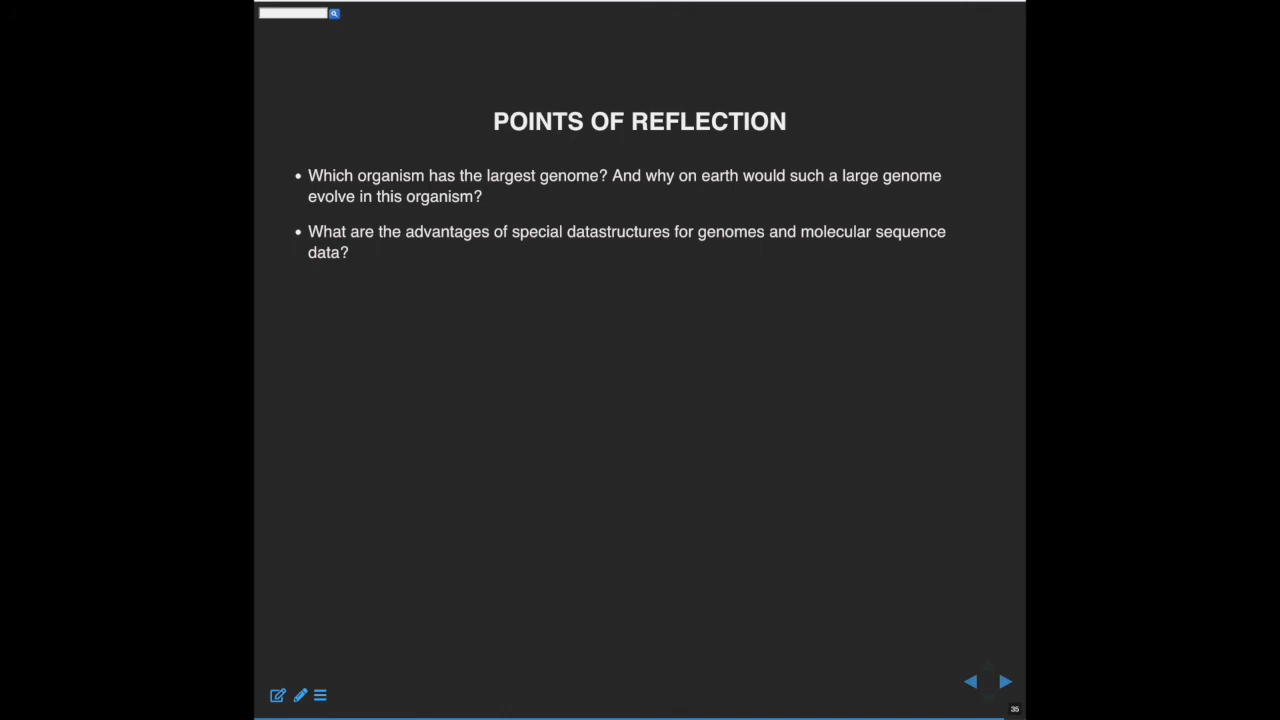 POINTS OF REFLECTION
• Which organism has the largest genome? And why on earth would such a large genome
evolve in this organism?
• What are the advantages of special datastructures for genomes and molecular sequence
data?
35